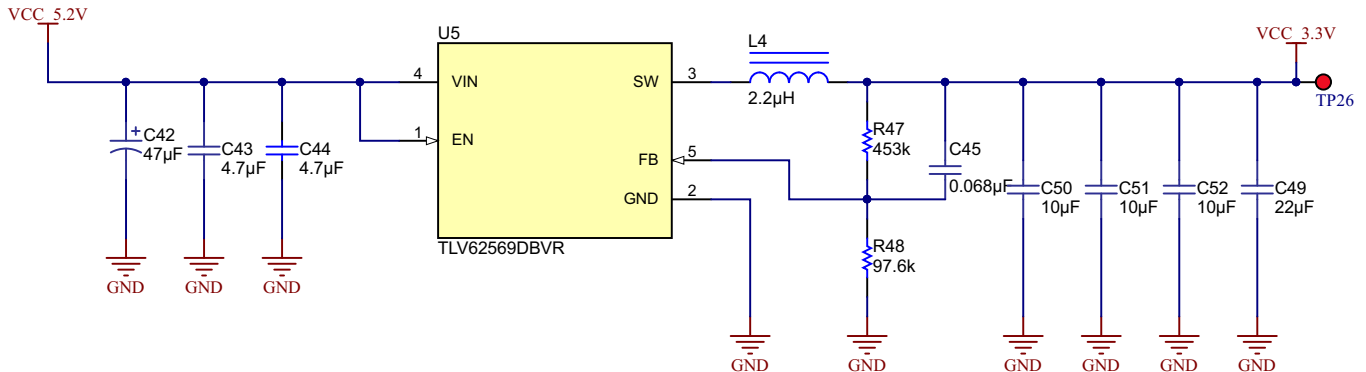 VCC_5.2V
U5
L4
VCC_3.3V
4
VIN
SW
3
2.2µH
TP26
1
EN
+
C42
47µF
C43
4.7µF
C44
4.7µF
R47
453k
C45
0.068µF
FB
5
GND
2
C50
10µF
C51
10µF
C52
10µF
C49
22µF
TLV62569DBVR
R48
97.6k
GND
GND
GND
GND
GND
GND
GND
GND
GND